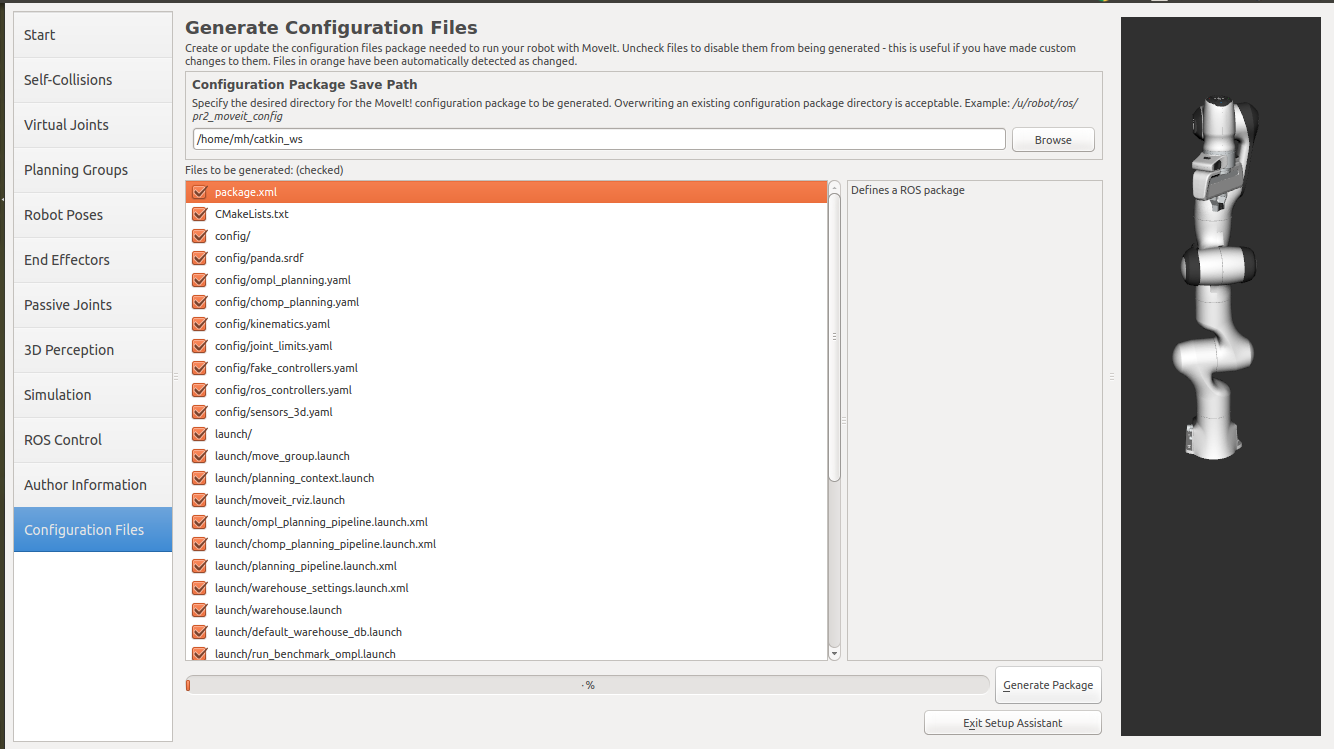 Start
Self-Collisions
Virtual Joints
Planning Groups
Robot Poses
End Effectors
Passive Joints
3D Perception
Simulation
ROS Control
Author Information
Configuration Files
Generate Configuration Files
Create or update the configuration files package needed to run your robot with MoveIt. Uncheck files to disable them from being generated - this is useful if you have made custom
changes to them. Files in orange have been automatically detected as changed.
Configuration Package Save Path
Specify the desired directory for the MoveIt! configuration package to be generated. Overwriting an existing configuration package directory is acceptable. Example: /u/robot/ros/
pr2_moveit_config
/home/mh/catkin_ws
Browse
Files to be generated: (checked)
package.xml
CMakeLists.txt
config/
config/panda.srdf
config/ompl_planning.yaml
config/chomp_planning.yaml
config/kinematics.yaml
config/joint_limits.yaml
config/fake_controllers.yaml
config/ros_controllers.yaml
config/sensors_3d.yaml
launch/
launch/move_group.launch
launch/planning_context.launch
launch/moveit_rviz.launch
launch/ompl_planning_pipeline.launch.xml
launch/chomp_planning_pipeline.launch.xml
launch/planning_pipeline.launch.xml
launch/warehouse_settings.launch.xml
launch/warehouse.launch
launch/default_warehouse_db.launch
launch/run_benchmark_ompl.launch
Defines a ROS package
·%
Generate Package
Exit Setup Assistant